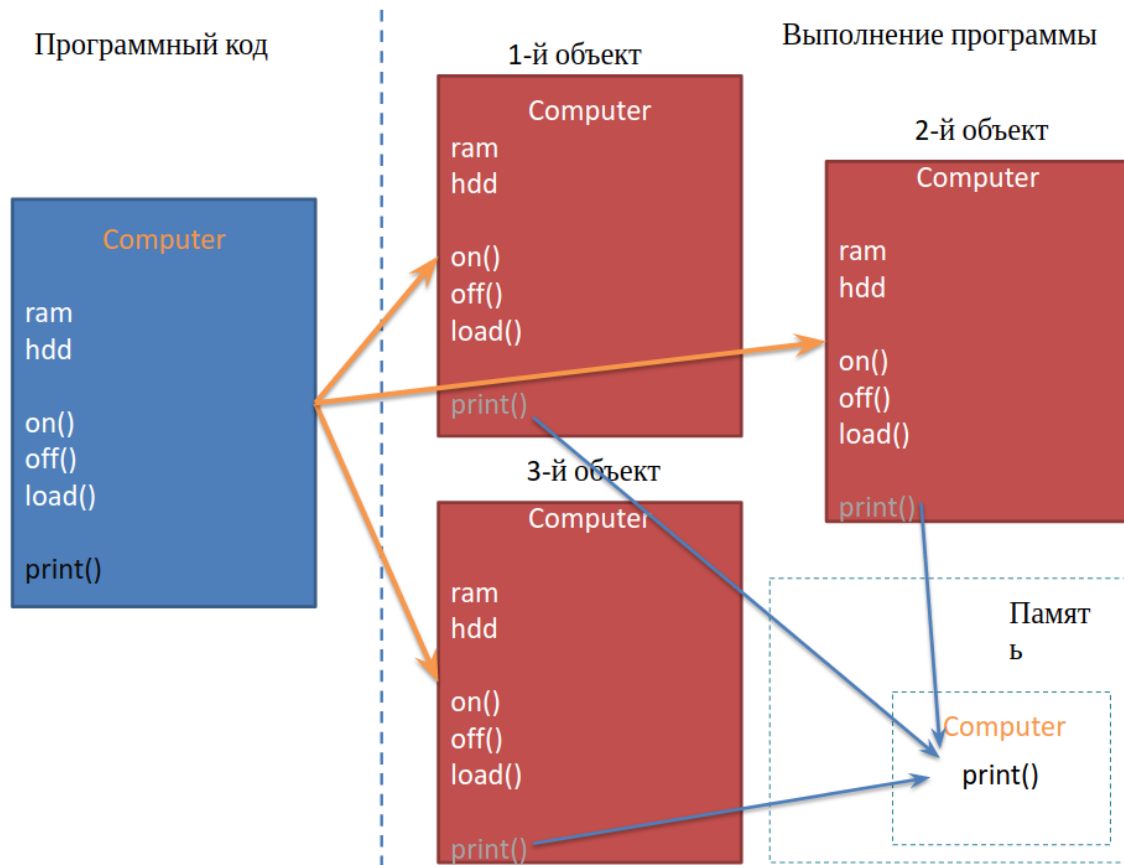 Программный код
Выполнение программы
1-й объект
Computer
ram
hdd
on()
off()
load()
print()
2-й объект
Computer
ram
hdd
on()
off()
load()
print()
Computer
ram
hdd
on()
off()
load()
print()
3-й объект
Computer
ram
hdd
on()
off()
load()
print()
Памят
ь
Computer
print()